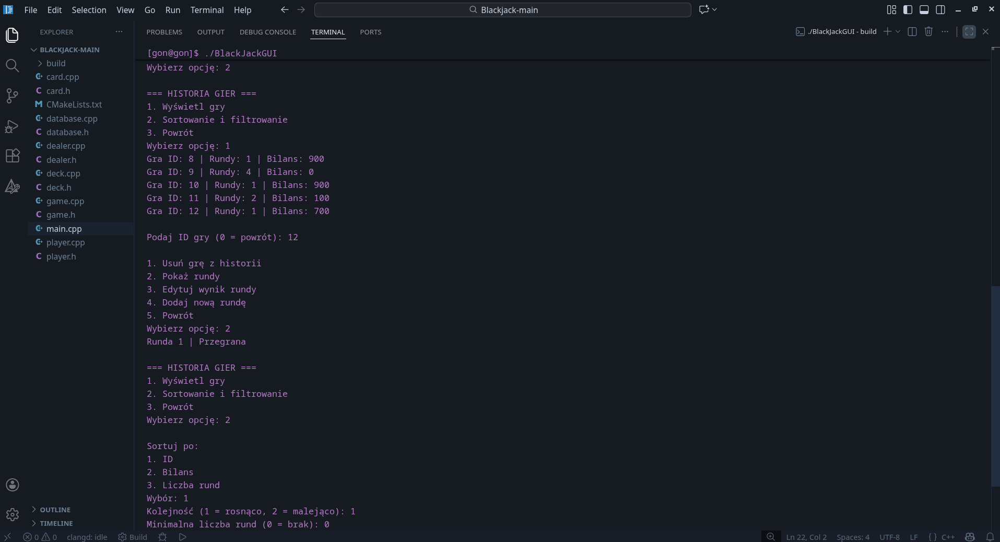 File Edit Selection View Go Run Terminal Help
Blackjack-main
EXPLORER
BLACKJACK-MAIN
build
card.cpp
card.h
CMakeLists.txt
database.cpp
database.h
dealer.cpp
dealer.h
deck.cpp
deck.h
game.cpp
game.h
main.cpp
player.cpp
player.h
OUTLINE
TIMELINE
PROBLEMS OUTPUT DEBUG CONSOLE TERMINAL PORTS
./BlackJackGUI - build
[gon@gon]$ ./BlackJackGUI
Wybierz opcję: 2
=== HISTORIA GIER ===
1. Wyświetl gry
2. Sortowanie i filtrowanie
3. Powrót
Wybierz opcję: 1
Gra ID: 8 | Rundy: 1 | Bilans: 900
Gra ID: 9 | Rundy: 4 | Bilans: 0
Gra ID: 10 | Rundy: 1 | Bilans: 900
Gra ID: 11 | Rundy: 2 | Bilans: 100
Gra ID: 12 | Rundy: 1 | Bilans: 700
Podaj ID gry (0 = powrót): 12
1. Usuń grę z historii
2. Pokaż rundy
3. Edytuj wynik rundy
4. Dodaj nową rundę
5. Powrót
Wybierz opcję: 2
Runda 1 | Przegrana
=== HISTORIA GIER ===
1. Wyświetl gry
2. Sortowanie i filtrowanie
3. Powrót
Wybierz opcję: 2
Sortuj po:
1. ID
2. Bilans
3. Liczba rund
Wybór: 1
Kolejność (1 = rosnąco, 2 = malejąco): 1
Minimalna liczba rund (0 = brak): 0
0 0 clangd: idle Build
Ln 22, Col 2 Spaces: 4 UTF-8 LF {} C++